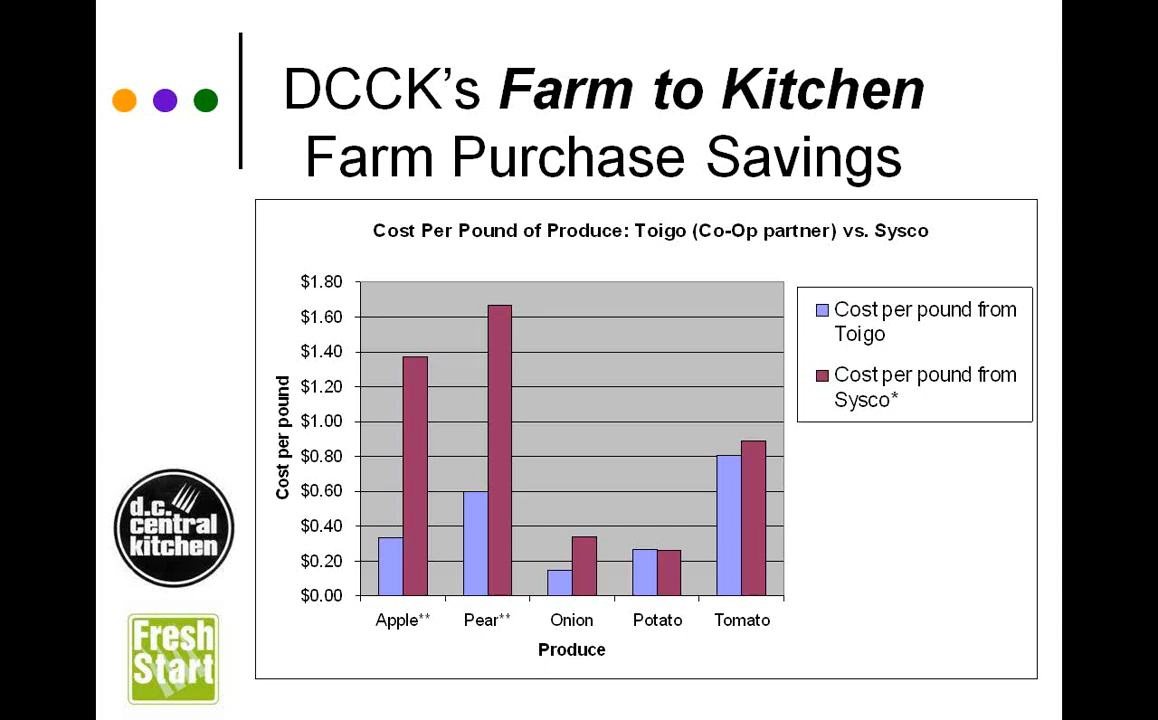 DCCK's Farm to Kitchen
Farm Purchase Savings
Cost Per Pound of Produce: Toigo (Co-Op partner) vs. Sysco
$1.80
$1.60
$1.40
$1.20
$1.00
$0.80
$0.60
$0.40
$0.20
$0.00
Cost per pound
Apple**
Pear**
Onion
Potato
Tomato
Produce
Cost per pound from
Toigo
Cost per pound from
Sysco*
d.c.
central
kitchen
Fresh
Start